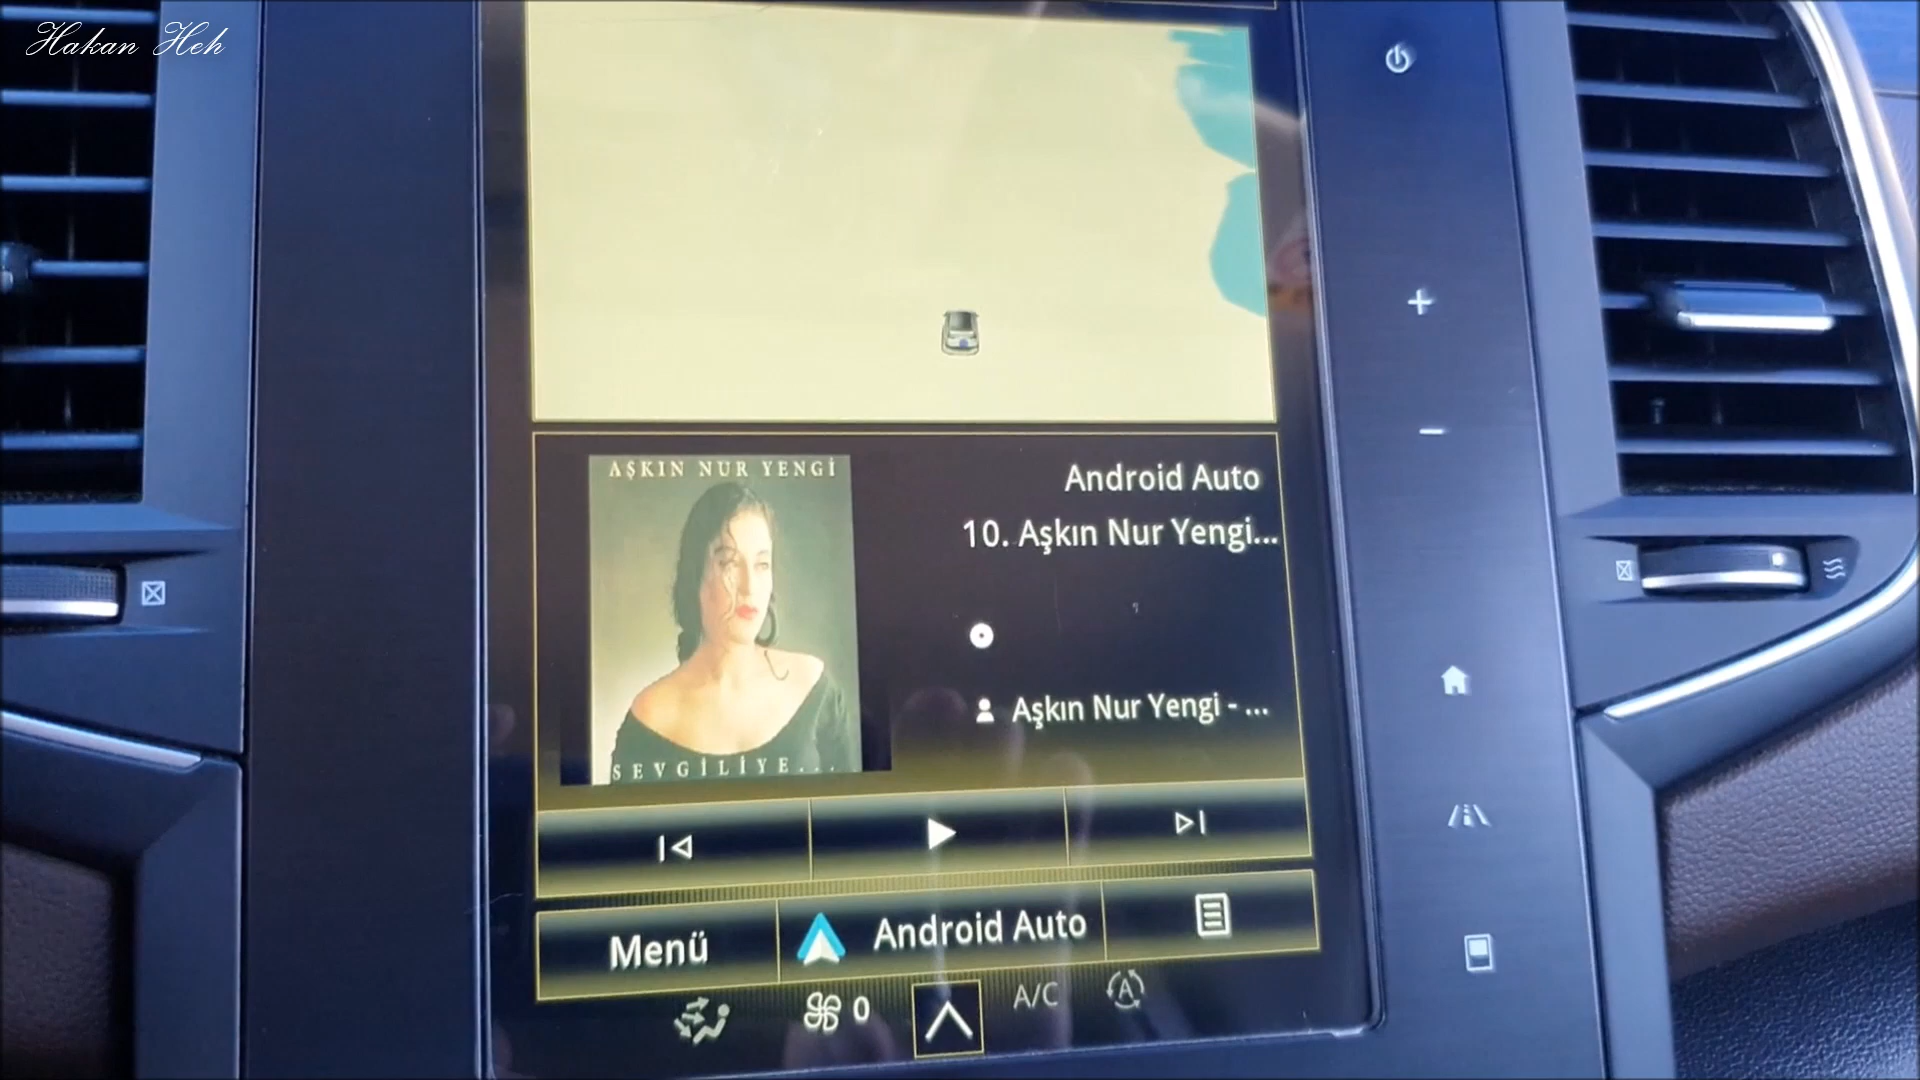 Hakan Heh
AŞKIN NUR YENGİ
SEVGİLİYE...
Android Auto
10. Aşkın Nur Yengi...
Aşkın Nur Yengi - ...
Menü
Android Auto
0
A/C
A